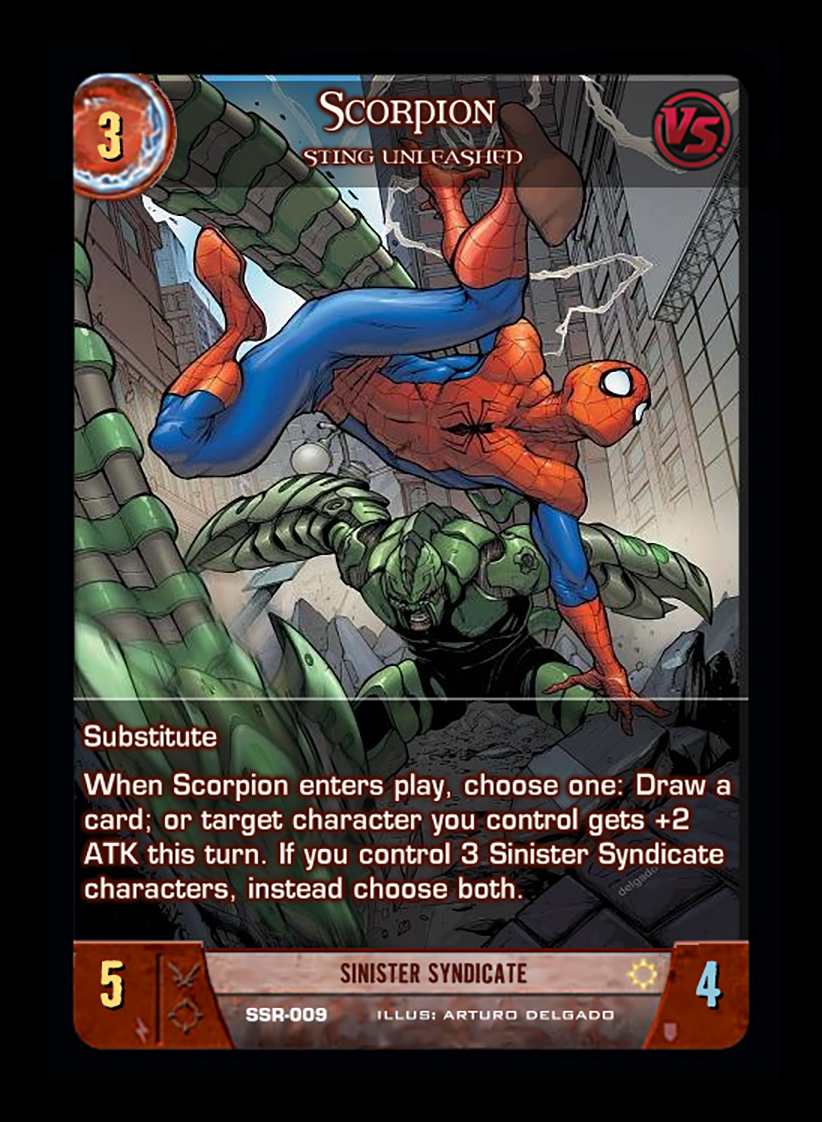 3
Scorpion
VS.
STING UNLEASHED
Substitute
When Scorpion enters play, choose one: Draw a
card; or target character you control gets +2
ATK this turn. If you control 3 Sinister Syndicate
characters, instead choose both.
delgado
5
SINISTER SYNDICATE
4
SSR-009 ILLUS: ARTURO DELGADO